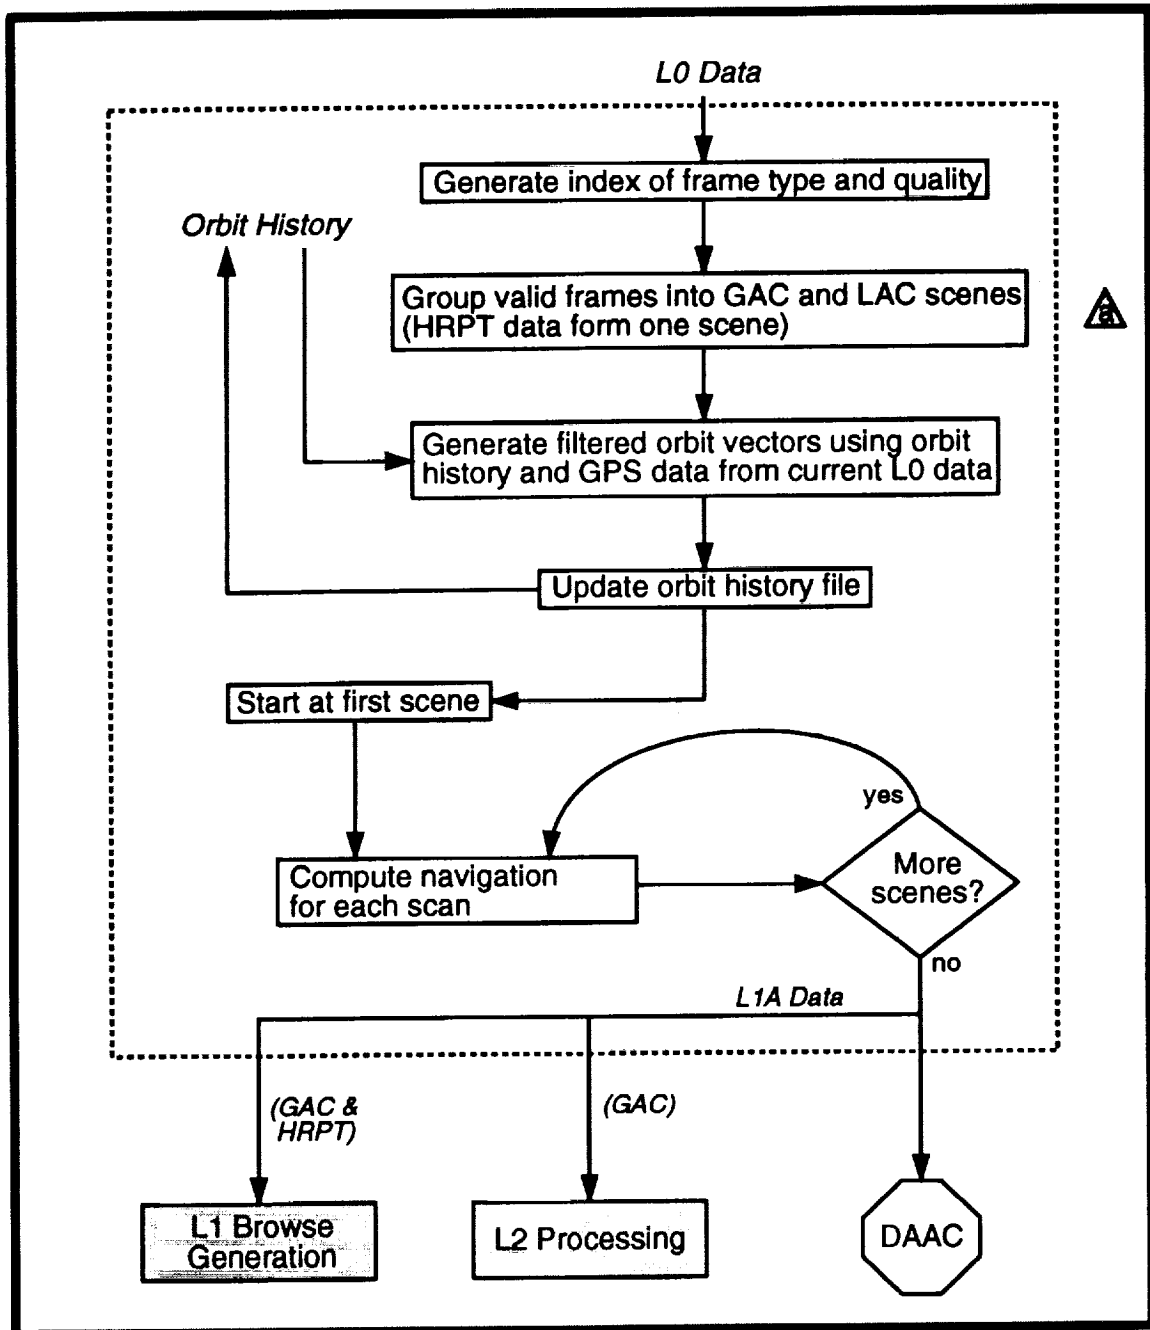 L0 Data
Generate index of frame type and quality
Orbit History
Group valid frames into GAC and LAC scenes
(HRPT data form one scene)
a
Generate filtered orbit vectors using orbit
history and GPS data from current L0 data
Update orbit history file
Start at first scene
yes
More
scenes?
Compute navigation
for each scan
no
L1A Data
(GAC &
HRPT)
(GAC)
L1 Browse
Generation
L2 Processing
DAAC